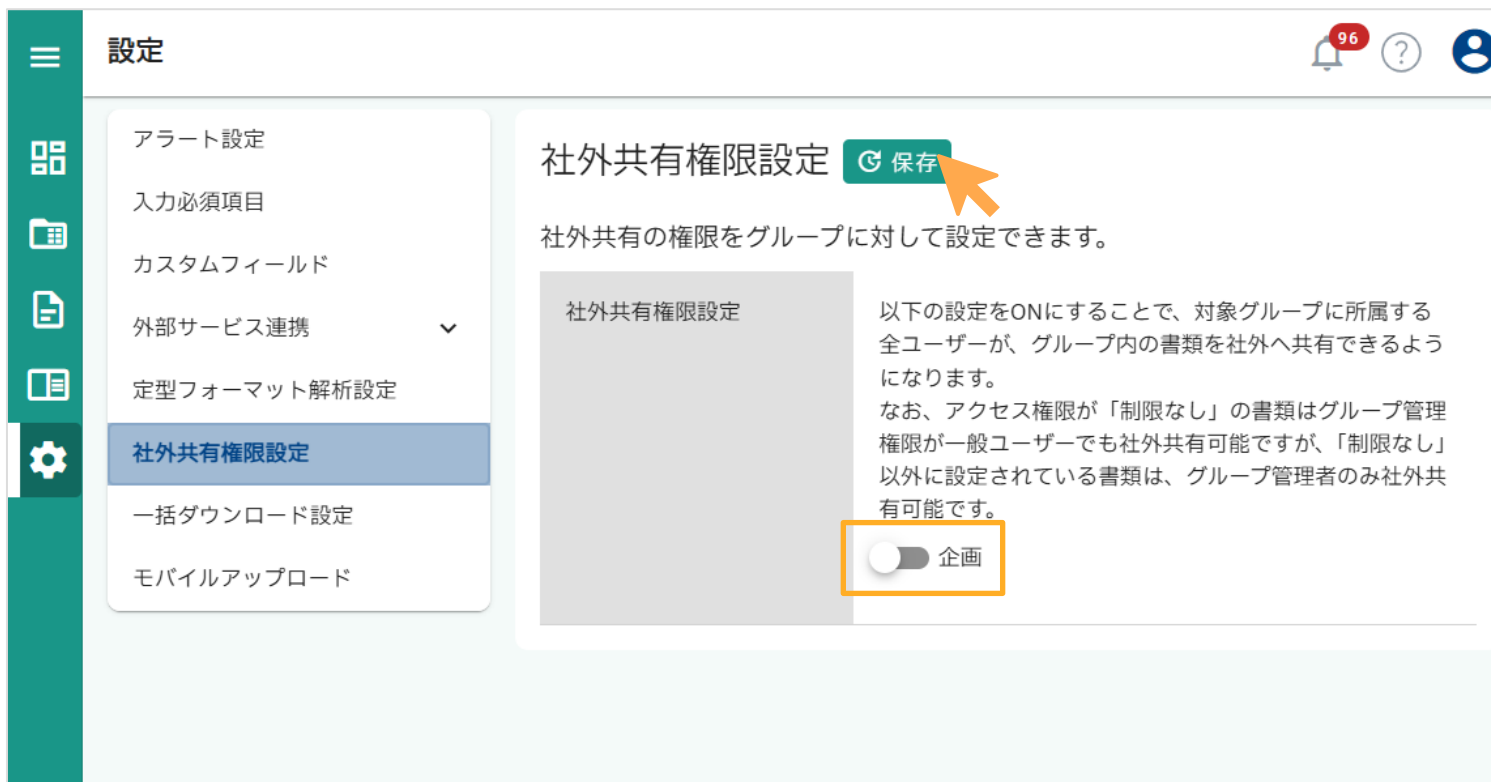 設定
96
アラート設定
入力必須項目
カスタムフィールド
外部サービス連携
定型フォーマット解析設定
社外共有権限設定
一括ダウンロード設定
モバイルアップロード
社外共有権限設定
保存
社外共有の権限をグループに対して設定できます。
社外共有権限設定
以下の設定をONにすることで、対象グループに所属する
全ユーザーが、グループ内の書類を社外へ共有できるよう
になります。
なお、アクセス権限が「制限なし」の書類はグループ管理
権限が一般ユーザーでも社外共有可能ですが、「制限なし」
以外に設定されている書類は、グループ管理者のみ社外共
有可能です。
企画